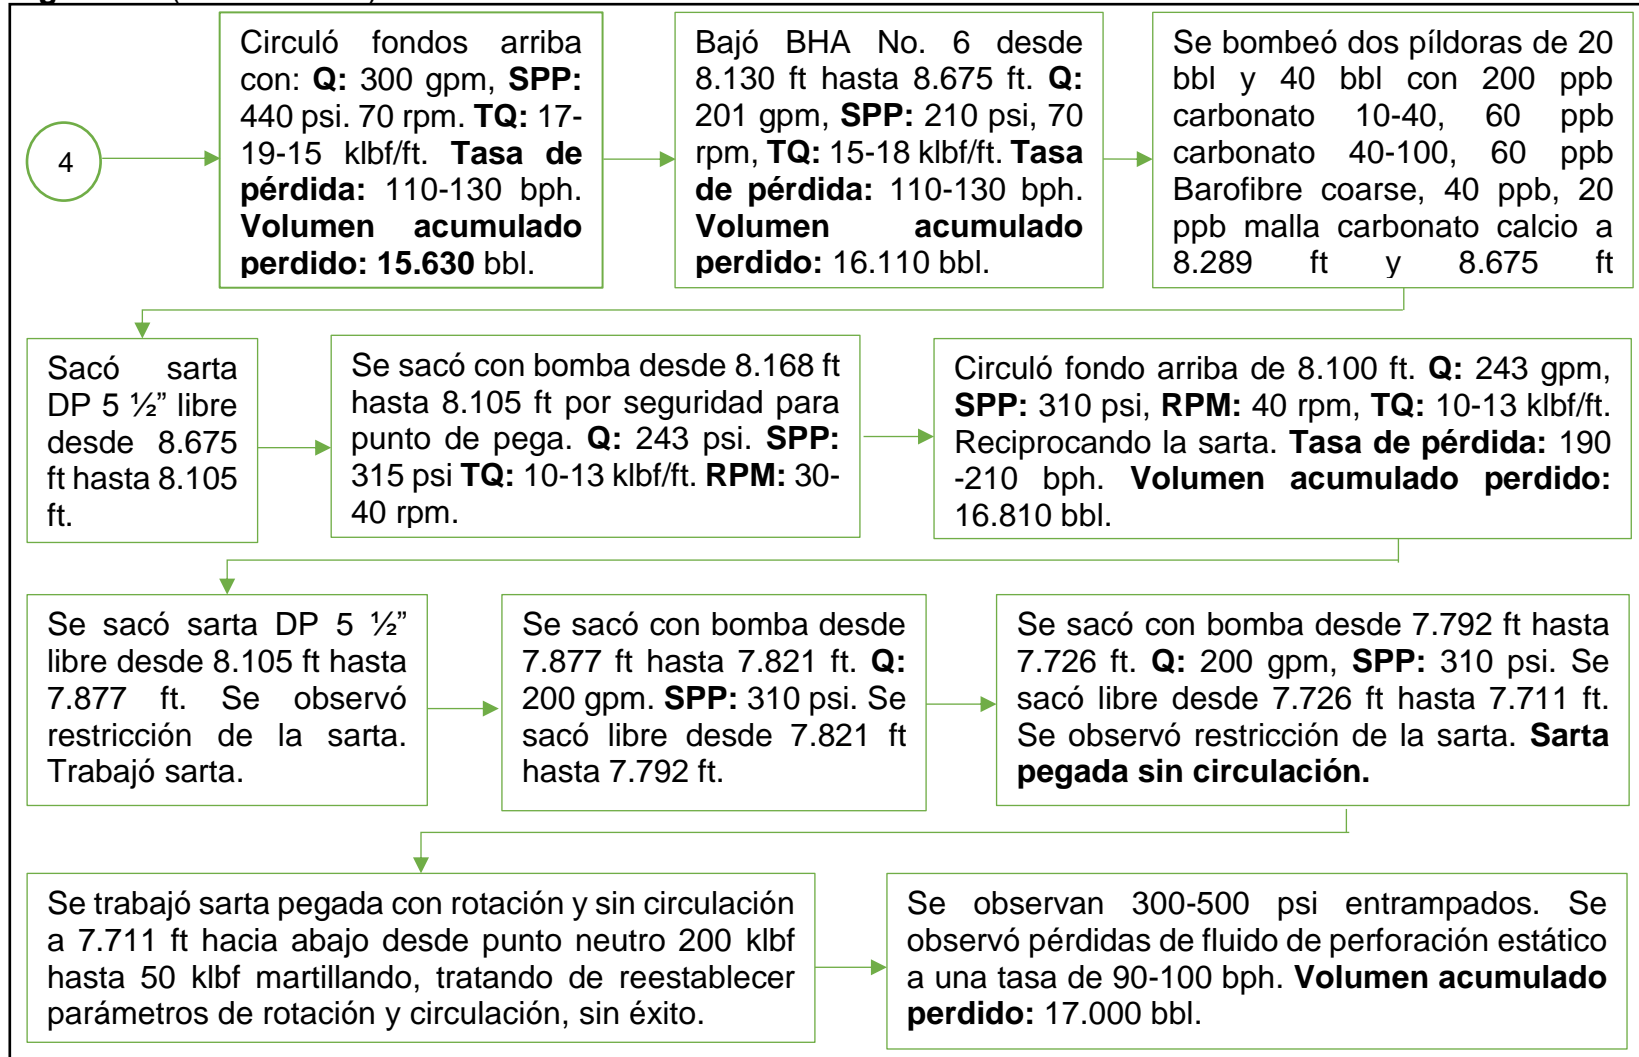 4
Circuló fondos arriba
con: Q: 300 gpm, SPP:
440 psi. 70 rpm. TQ: 17-
19-15 klbf/ft. Tasa de
pérdida: 110-130 bph.
Volumen acumulado
perdido: 15.630 bbl.
Bajó BHA No. 6 desde
8.130 ft hasta 8.675 ft. Q:
201 gpm, SPP: 210 psi, 70
rpm, TQ: 15-18 klbf/ft. Tasa
de pérdida: 110-130 bph.
Volumen acumulado
perdido: 16.110 bbl.
Se bombeó dos píldoras de 20
bbl y 40 bbl con 200 ppb
carbonato 10-40, 60 ppb
carbonato 40-100, 60 ppb
Barofibre coarse, 40 ppb, 20
ppb malla carbonato calcio a
8.289 ft y 8.675 ft
Sacó sarta
DP 5 ½” libre
desde 8.675
ft hasta 8.105
ft.
Se sacó con bomba desde 8.168 ft
hasta 8.105 ft por seguridad para
punto de pega. Q: 243 psi. SPP:
315 psi TQ: 10-13 klbf/ft. RPM: 30-
40 rpm.
Circuló fondo arriba de 8.100 ft. Q: 243 gpm,
SPP: 310 psi, RPM: 40 rpm, TQ: 10-13 klbf/ft.
Reciprocando la sarta. Tasa de pérdida: 190
-210 bph. Volumen acumulado perdido:
16.810 bbl.
Se sacó sarta DP 5 ½”
libre desde 8.105 ft hasta
7.877 ft. Se observó
restricción de la sarta.
Trabajó sarta.
Se sacó con bomba desde
7.877 ft hasta 7.821 ft. Q:
200 gpm. SPP: 310 psi. Se
sacó libre desde 7.821 ft
hasta 7.792 ft.
Se sacó con bomba desde 7.792 ft hasta
7.726 ft. Q: 200 gpm, SPP: 310 psi. Se
sacó libre desde 7.726 ft hasta 7.711 ft.
Se observó restricción de la sarta. Sarta
pegada sin circulación.
Se trabajó sarta pegada con rotación y sin circulación
a 7.711 ft hacia abajo desde punto neutro 200 klbf
hasta 50 klbf martillando, tratando de reestablecer
parámetros de rotación y circulación, sin éxito.
Se observan 300-500 psi entrampados. Se
observó pérdidas de fluido de perforación estático
a una tasa de 90-100 bph. Volumen acumulado
perdido: 17.000 bbl.